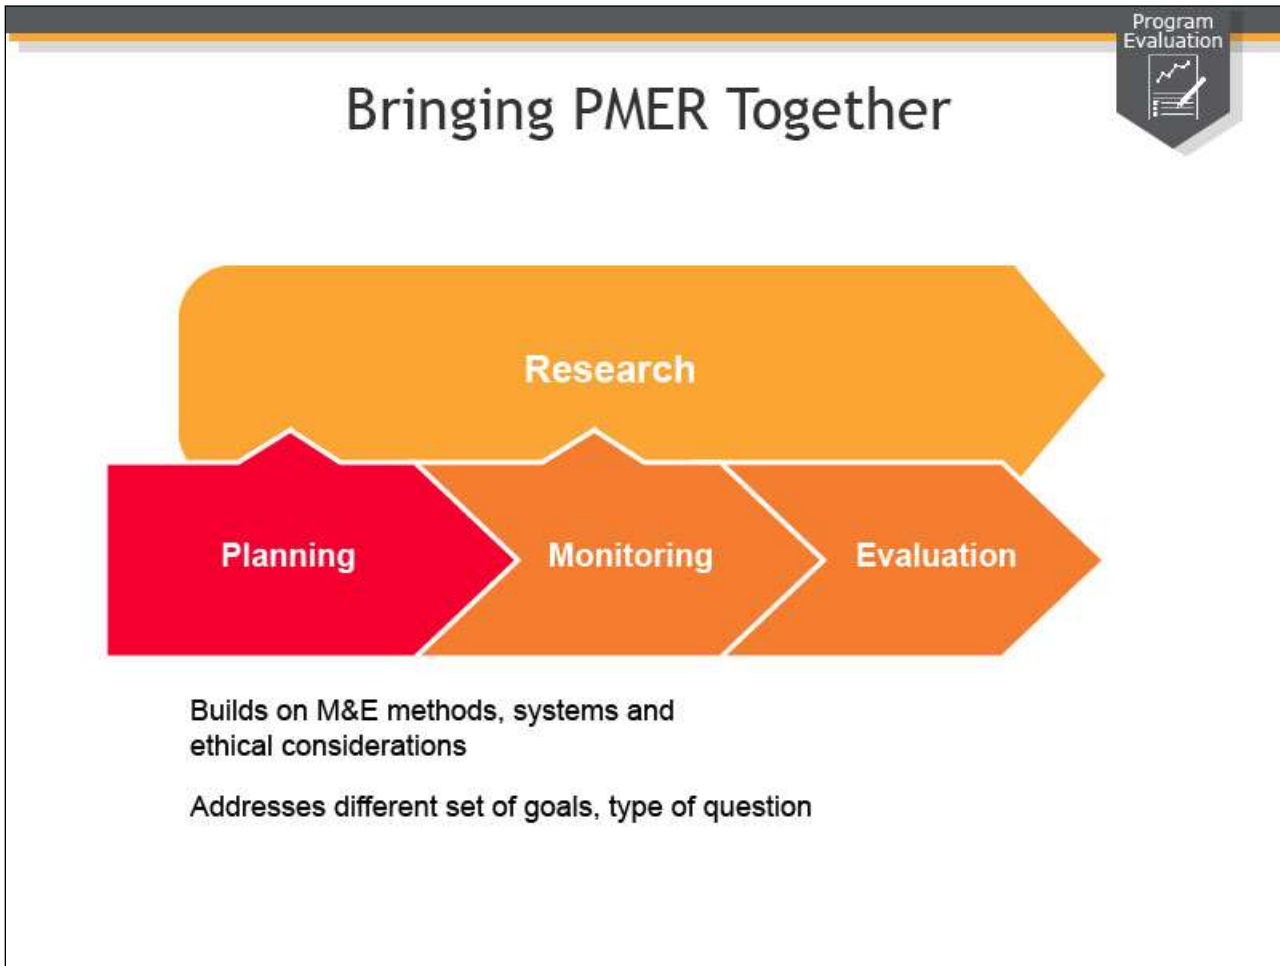 Program
Evaluation
Bringing PMER Together
Research
Planning
Monitoring
Evaluation
Builds on M&E methods, systems and
ethical considerations
Addresses different set of goals, type of question